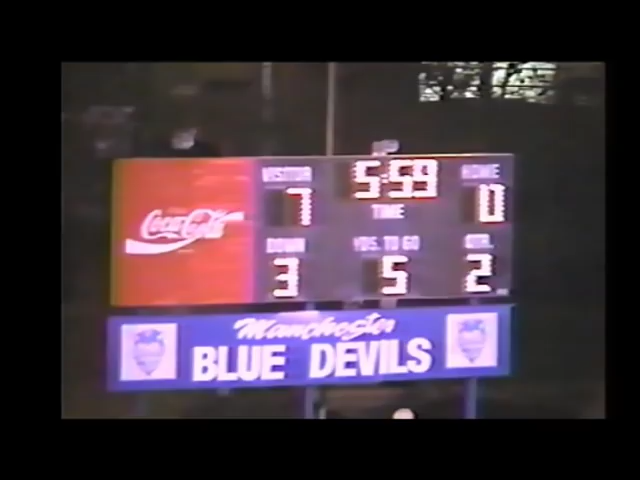 VISITOR 5:59 HOME
7 TIME 0
Coca-Cola
DOWN YDS. TO GO QTR.
3 5 2
Manchester
BLUE DEVILS